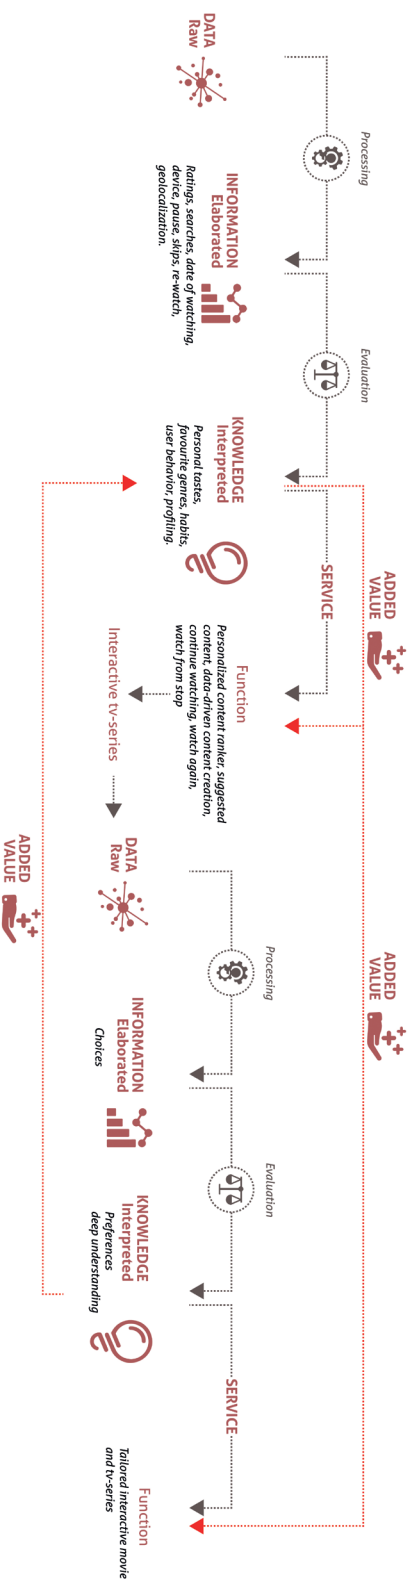 DATA
Raw
Processing
INFORMATION
Elaborated
Ratings, searches, date of watching,
device, pause, skips, re-watch,
geolocalization.
Evaluation
KNOWLEDGE
Interpreted
Personal tastes,
favourite genres, habits,
user behavior, profiling.
SERVICE
ADDED
VALUE
Function
Personalized content ranker, suggested
content, data-driven content creation,
continue watching, watch again,
watch from stop
Interactive tv-series
DATA
Raw
Processing
ADDED
VALUE
ADDED
VALUE
INFORMATION
Elaborated
Choices
Evaluation
KNOWLEDGE
Interpreted
Preferences
deep understanding
SERVICE
Function
Tailored interactive movie
and tv-series